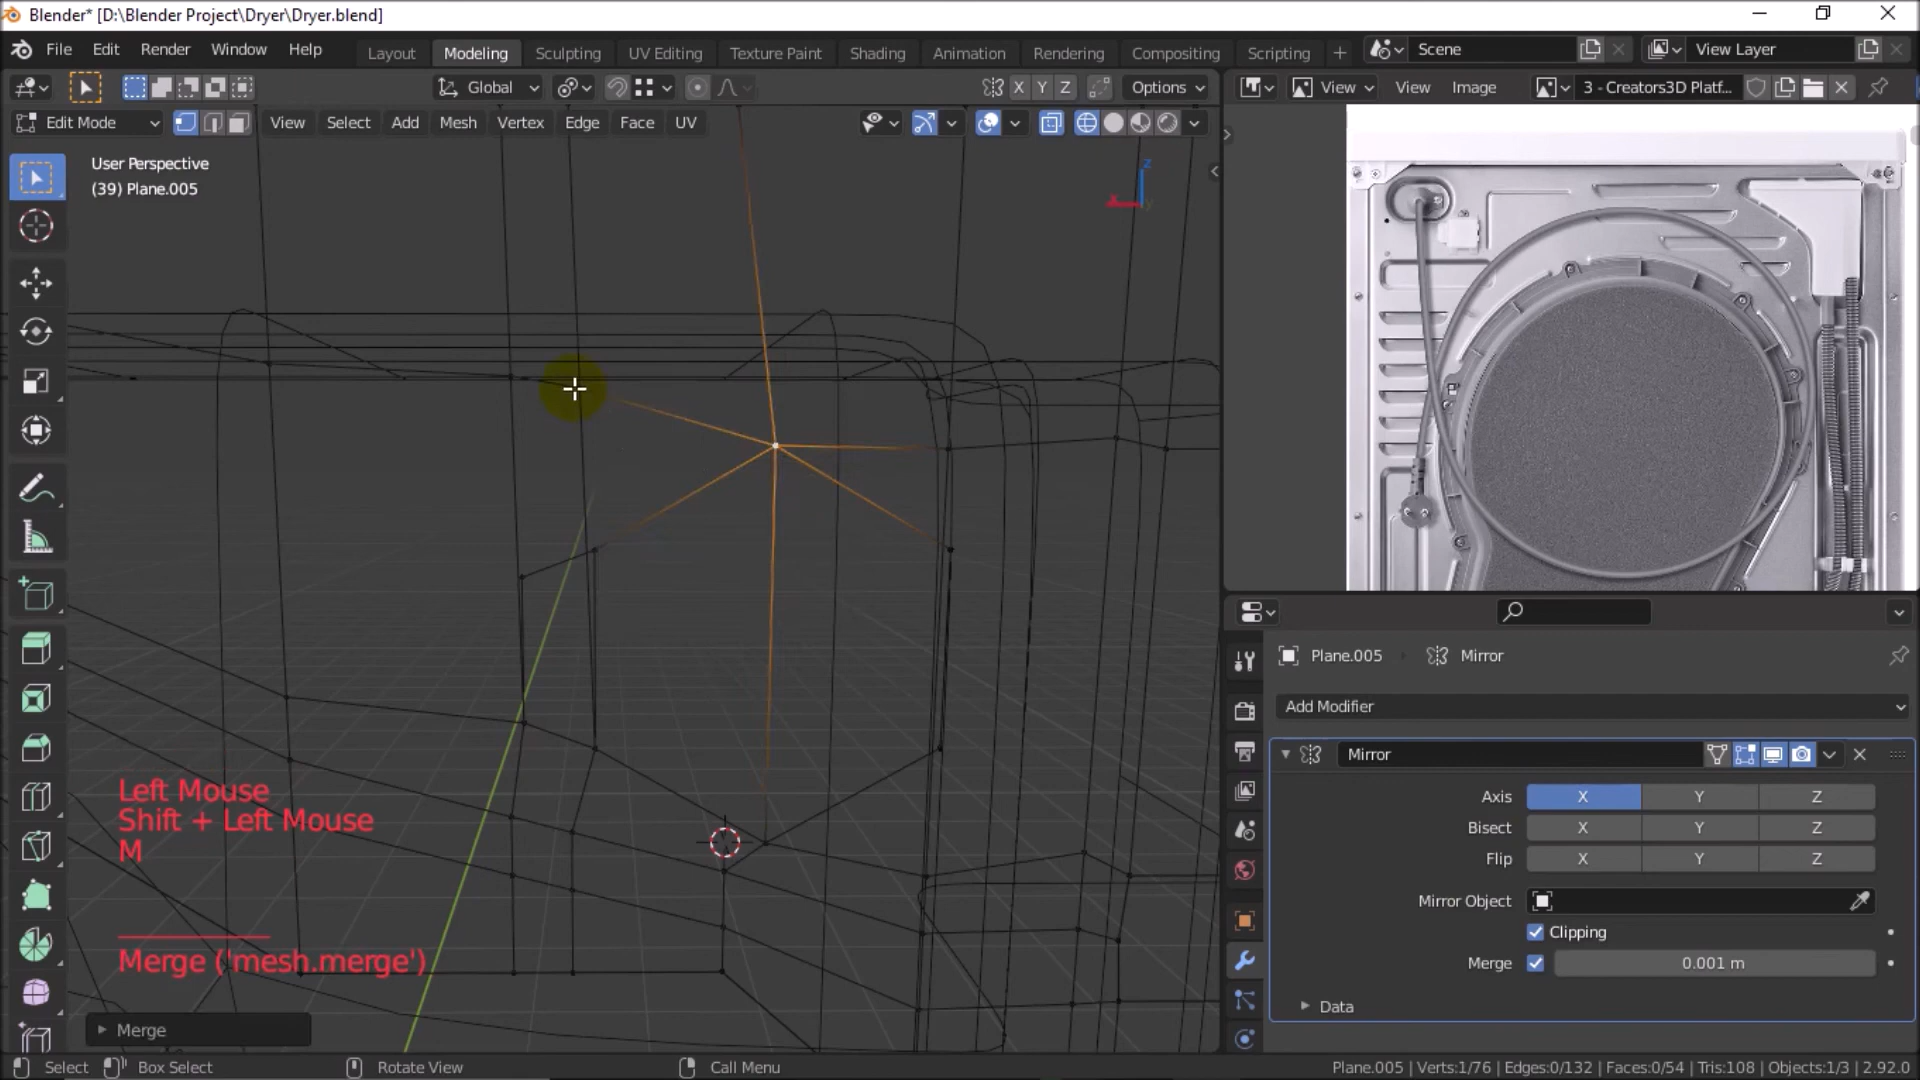 Blender* [D:\Blender Project\Dryer\Dryer.blend]
File Edit Render Window Help
Layout Modeling Sculpting UV Editing Texture Paint Shading Animation Rendering Compositing Scripting +
Scene
View Layer
Global
X Y Z
Options
View View Image
3 - Creators3D Platf...
Edit Mode
View Select Add Mesh Vertex Edge Face UV
User Perspective
(39) Plane.005
Z
X
Y
Plane.005 Mirror
Add Modifier
Mirror
Axis X Y Z
Bisect X Y Z
Flip X Y Z
Mirror Object
Clipping
Merge 0.001 m
Data
Left Mouse
Shift + Left Mouse
M
Merge ('mesh.merge')
Merge
Select Box Select Rotate View Call Menu
Plane.005 | Verts:1/76 | Edges:0/132 | Faces:0/54 | Tris:108 | Objects:1/3 | 2.92.0